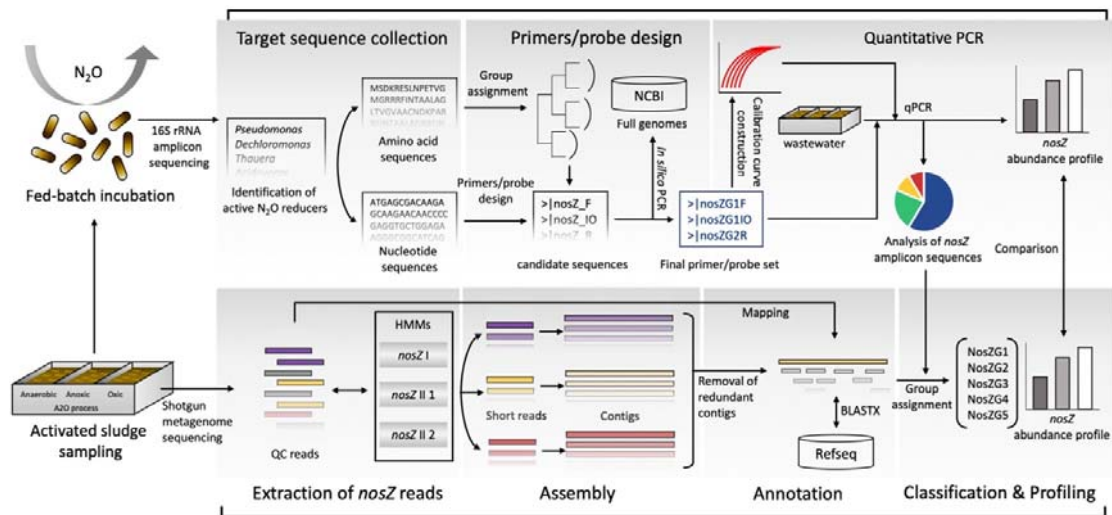 Target sequence collection
Primers/probe design
Quantitative PCR
N₂O
16S rRNA
amplicon
sequencing
Fed-batch incubation
Pseudomonas
Dechloromonas
Thauera
Identification of
active N₂O reducers
MSDKRESLNPETVG
MGRRRFINTAALAG
LTVGVAACNDKPAR
Amino acid
sequences
ATGAGCGACAAGA
GCAAGAACAACCCC
GAGGTGCTGGAGA
AGGGCGGCATCAG
Nucleotide
sequences
Group
assignment
Primers/probe
design
NCBI
Full genomes
In silico PCR
>|nosZ_F
>|nosZ_IO
>|nosZ_R
candidate sequences
>|nosZG1F
>|nosZG1IO
>|nosZG2R
Final primer/probe set
Calibration curve
construction
wastewater
qPCR
Analysis of nosZ
amplicon sequences
nosZ
abundance profile
Comparison
Anaerobic
Anoxic
Oxic
A2O process
Activated sludge
sampling
Shotgun
metagenome
sequencing
QC reads
HMMs
nosZ I
nosZ II 1
nosZ II 2
Short reads
Contigs
Removal of
redundant
contigs
Mapping
BLASTX
Refseq
Group
assignment
NosZG1
NosZG2
NosZG3
NosZG4
NosZG5
nosZ
abundance profile
Extraction of nosZ reads
Assembly
Annotation
Classification & Profiling